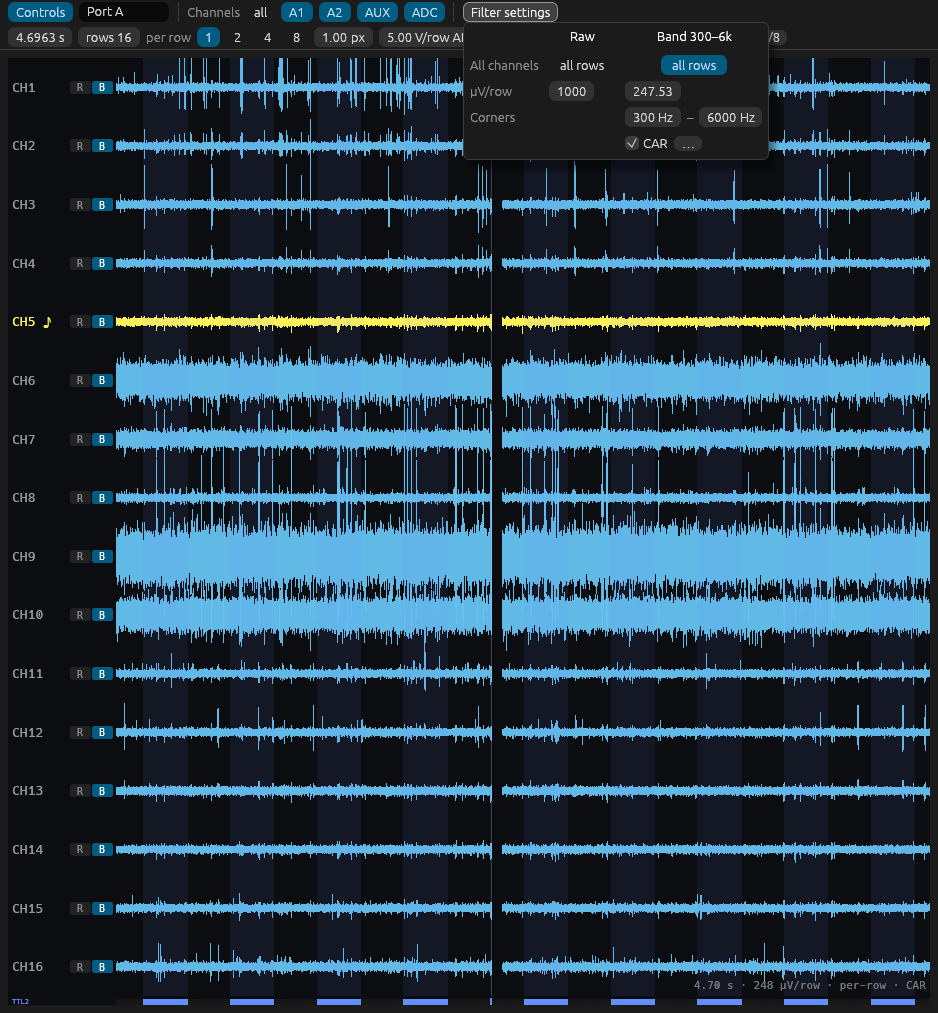 Controls Port A Channels all A1 A2 AUX ADC Filter settings
4.6963 s rows 16 per row 1 2 4 8 1.00 px 5.00 V/row /8
Raw Band 300–6k
All channels all rows all rows
µV/row 1000 247.53
Corners 300 Hz – 6000 Hz
✓ CAR ...
CH1 R B
CH2 R B
CH3 R B
CH4 R B
CH5 ♪ R B
CH6 R B
CH7 R B
CH8 R B
CH9 R B
CH10 R B
CH11 R B
CH12 R B
CH13 R B
CH14 R B
CH15 R B
CH16 R B
4.70 s · 248 µV/row · per-row · CAR
TTL2